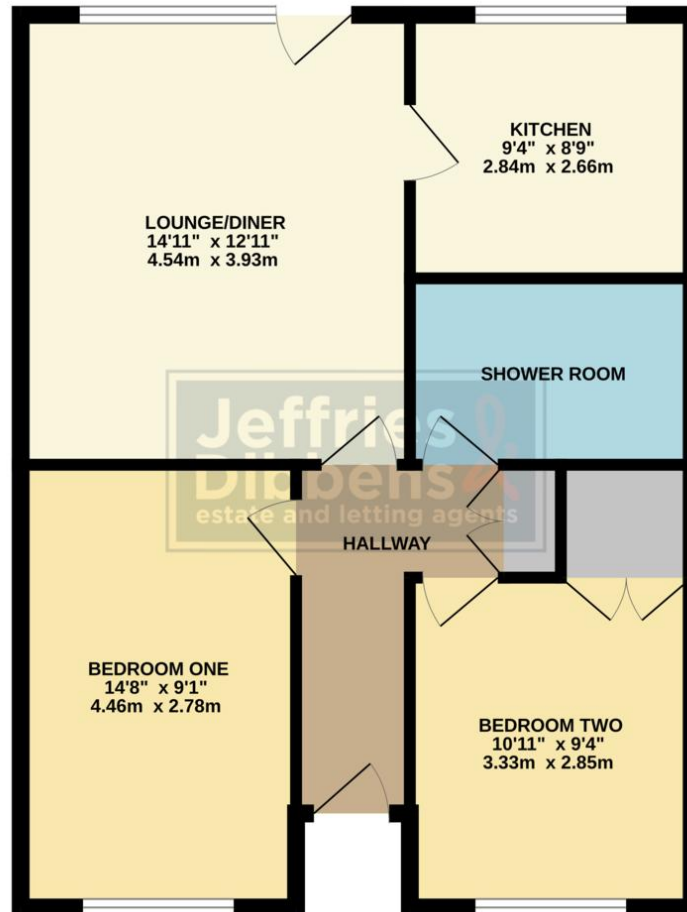 KITCHEN
9'4" x 8'9"
2.84m x 2.66m
LOUNGE/DINER
14'11" x 12'11"
4.54m x 3.93m
SHOWER ROOM
Jeffries
Dibbens
estate and letting agents
HALLWAY
BEDROOM ONE
14'8" x 9'1"
4.46m x 2.78m
BEDROOM TWO
10'11" x 9'4"
3.33m x 2.85m